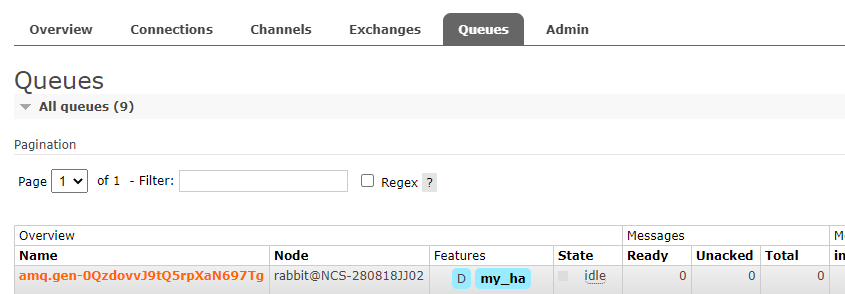 Overview Connections Channels Exchanges Queues Admin
Queues
All queues (9)
Pagination
Page 1 of 1 - Filter: Regex ?
Overview Messages
Name Node Features State Ready Unacked Total in
amq.gen-0QzdovvJ9tQ5rpXaN697Tg rabbit@NCS-280818JJ02 D my_ha idle 0 0 0